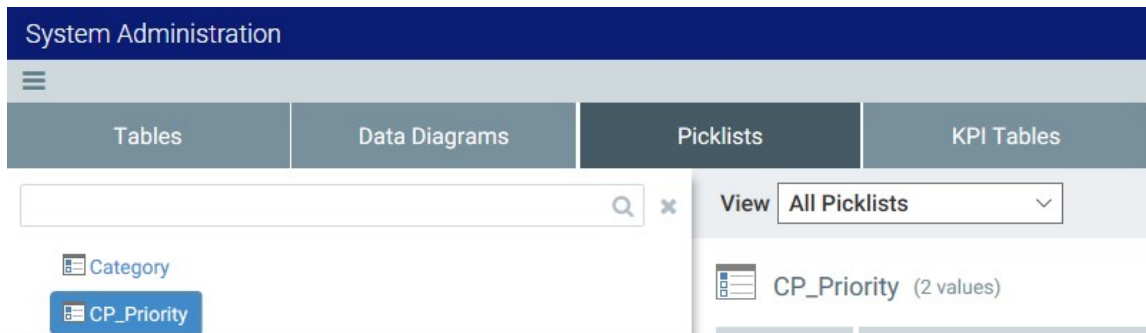 System Administration
Tables Data Diagrams Picklists KPI Tables
View All Picklists
Category
CP_Priority (2 values)
CP_Priority